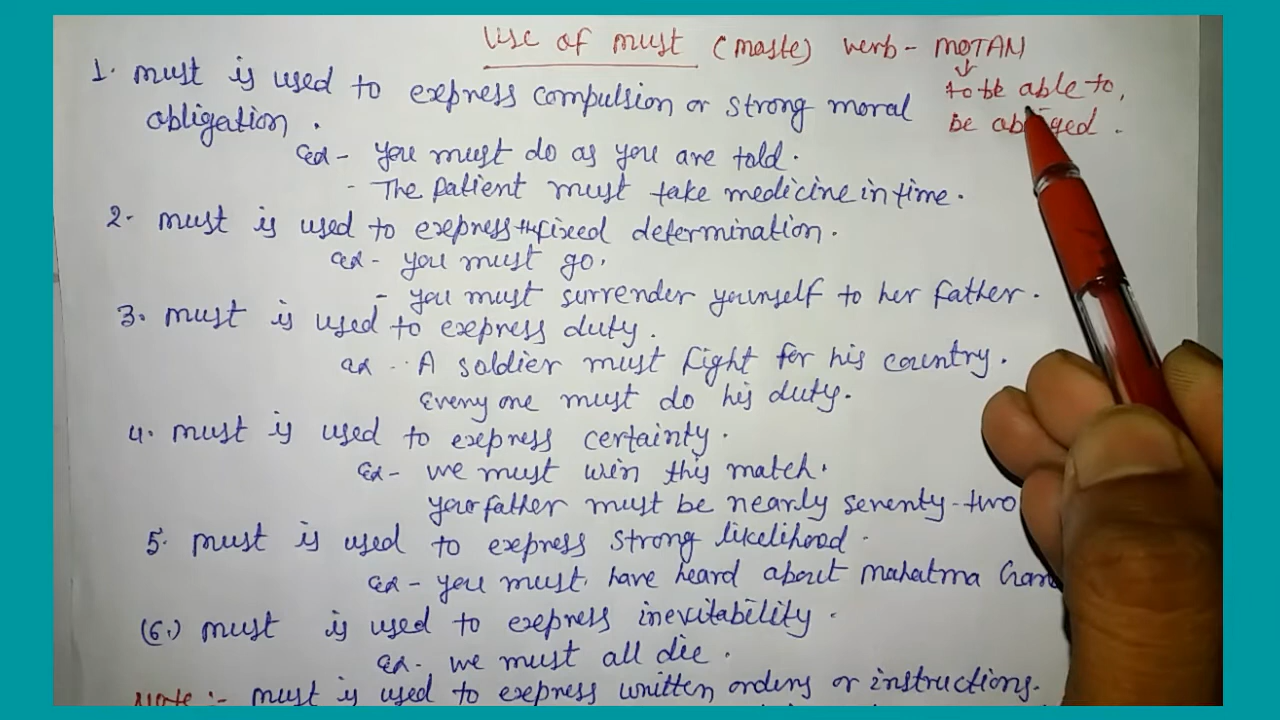 Use of must (moste) verb - MOTAN
1. must is used to express compulsion or strong moral
to be able to,
obligation.
be
Ex - you must do as you are told.
- The patient must take medicine in time.
2- must is used to express the fixed determination.
Ex - you must go.
- you must surrender yourself to her father.
3. must is used to express duty.
Ex - A soldier must fight for his country.
Every one must do his duty.
4. must is used to express certainty.
Ex - we must win this match.
your father must be nearly seventy-two
5. must is used to express strong likelihood.
Ex - you must have heard about mahatma
(6.) must is used to express inevitability.
Ex - we must all die.
Note :- must is used to express written orders or instructions.